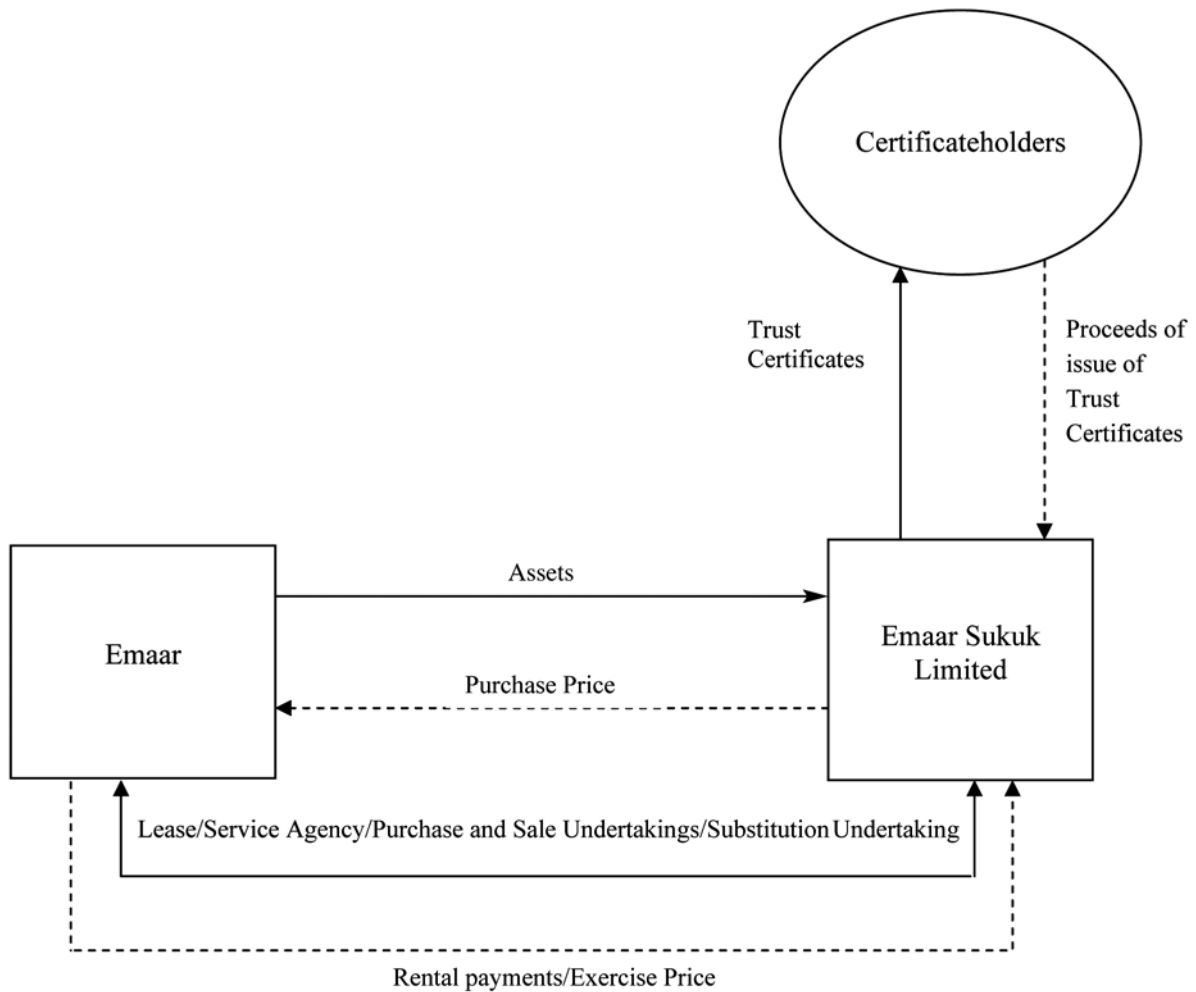 Certificateholders
Trust
Certificates
Proceeds of
issue of
Trust
Certificates
Assets
Emaar
Emaar Sukuk
Limited
Purchase Price
Lease/Service Agency/Purchase and Sale Undertakings/Substitution Undertaking
Rental payments/Exercise Price